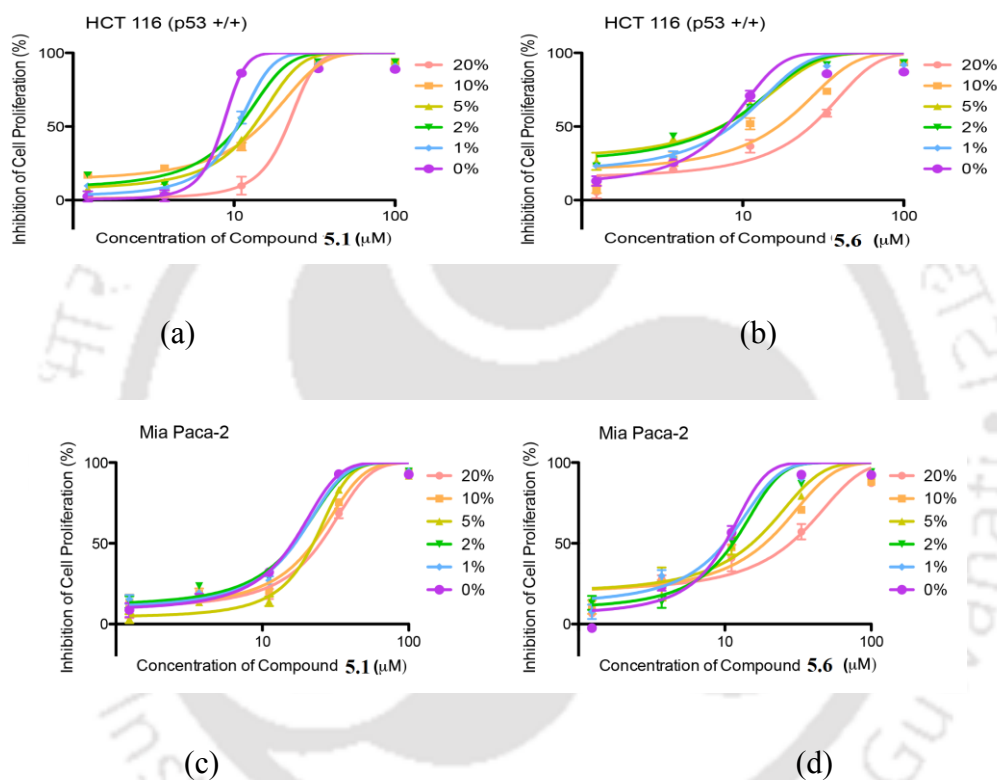 HCT 116 (p53 +/+)
Inhibition of Cell Proliferation (%)
100
50
0
10
100
Concentration of Compound 5.1 (μM)
20%
10%
5%
2%
1%
0%
(a)
HCT 116 (p53 +/+)
Inhibition of Cell Proliferation (%)
100
50
0
10
100
Concentration of Compound 5.6 (μM)
20%
10%
5%
2%
1%
0%
(b)
Mia Paca-2
Inhibition of Cell Proliferation (%)
100
50
0
10
100
Concentration of Compound 5.1 (μM)
20%
10%
5%
2%
1%
0%
(c)
Mia Paca-2
Inhibition of Cell Proliferation (%)
100
50
0
10
100
Concentration of Compound 5.6 (μM)
20%
10%
5%
2%
1%
0%
(d)